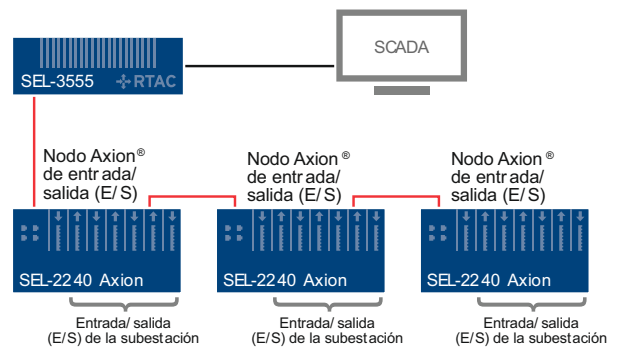 SCADA
SEL-3555 RTAC
Nodo Axion®
de entrada/
salida (E/S)
Nodo Axion®
de entrada/
salida (E/S)
Nodo Axion®
de entrada/
salida (E/S)
SEL-2240 Axion
SEL-2240 Axion
SEL-2240 Axion
Entrada/salida
(E/S) de la subestación
Entrada/salida
(E/S) de la subestación
Entrada/salida
(E/S) de la subestación